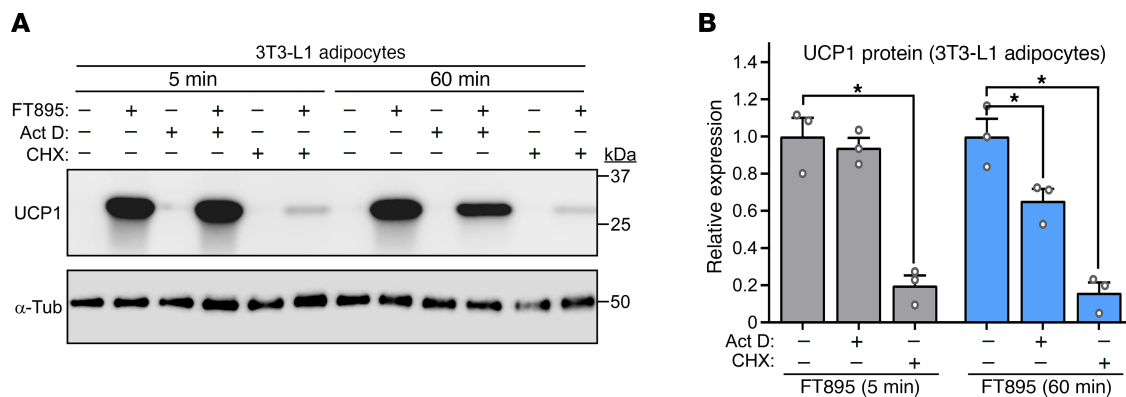 A
3T3-L1 adipocytes
5 min 60 min
FT895: – + – + – + – + – + – +
Act D: – – + + – – – – + + – –
CHX: – – – – + + – – – – + +
kDa
37
UCP1
25
α-Tub
50
B
UCP1 protein (3T3-L1 adipocytes)
Relative expression
1.4
1.2
1.0
0.8
0.6
0.4
0.2
0
* * *
Act D: – + – – + –
CHX: – – + – – +
FT895 (5 min) FT895 (60 min)